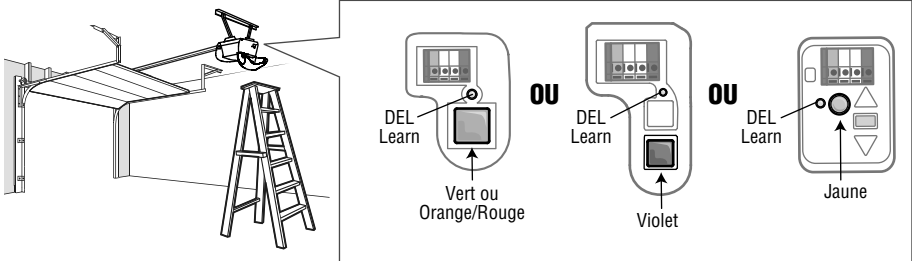 DEL
Learn
Vert ou
Orange/Rouge
OU
DEL
Learn
Violet
OU
DEL
Learn
Jaune